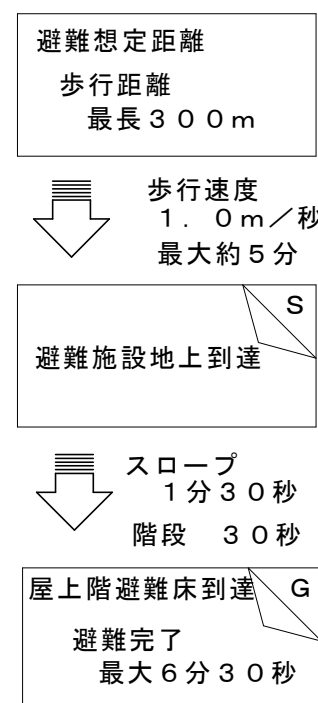 避難想定距離
歩行距離
最長３００ｍ
歩行速度
１．０ｍ／秒
最大約５分
S
避難施設地上到達
スロープ
１分３０秒
階段　３０秒
屋上階避難床到達 G
避難完了
最大６分３０秒